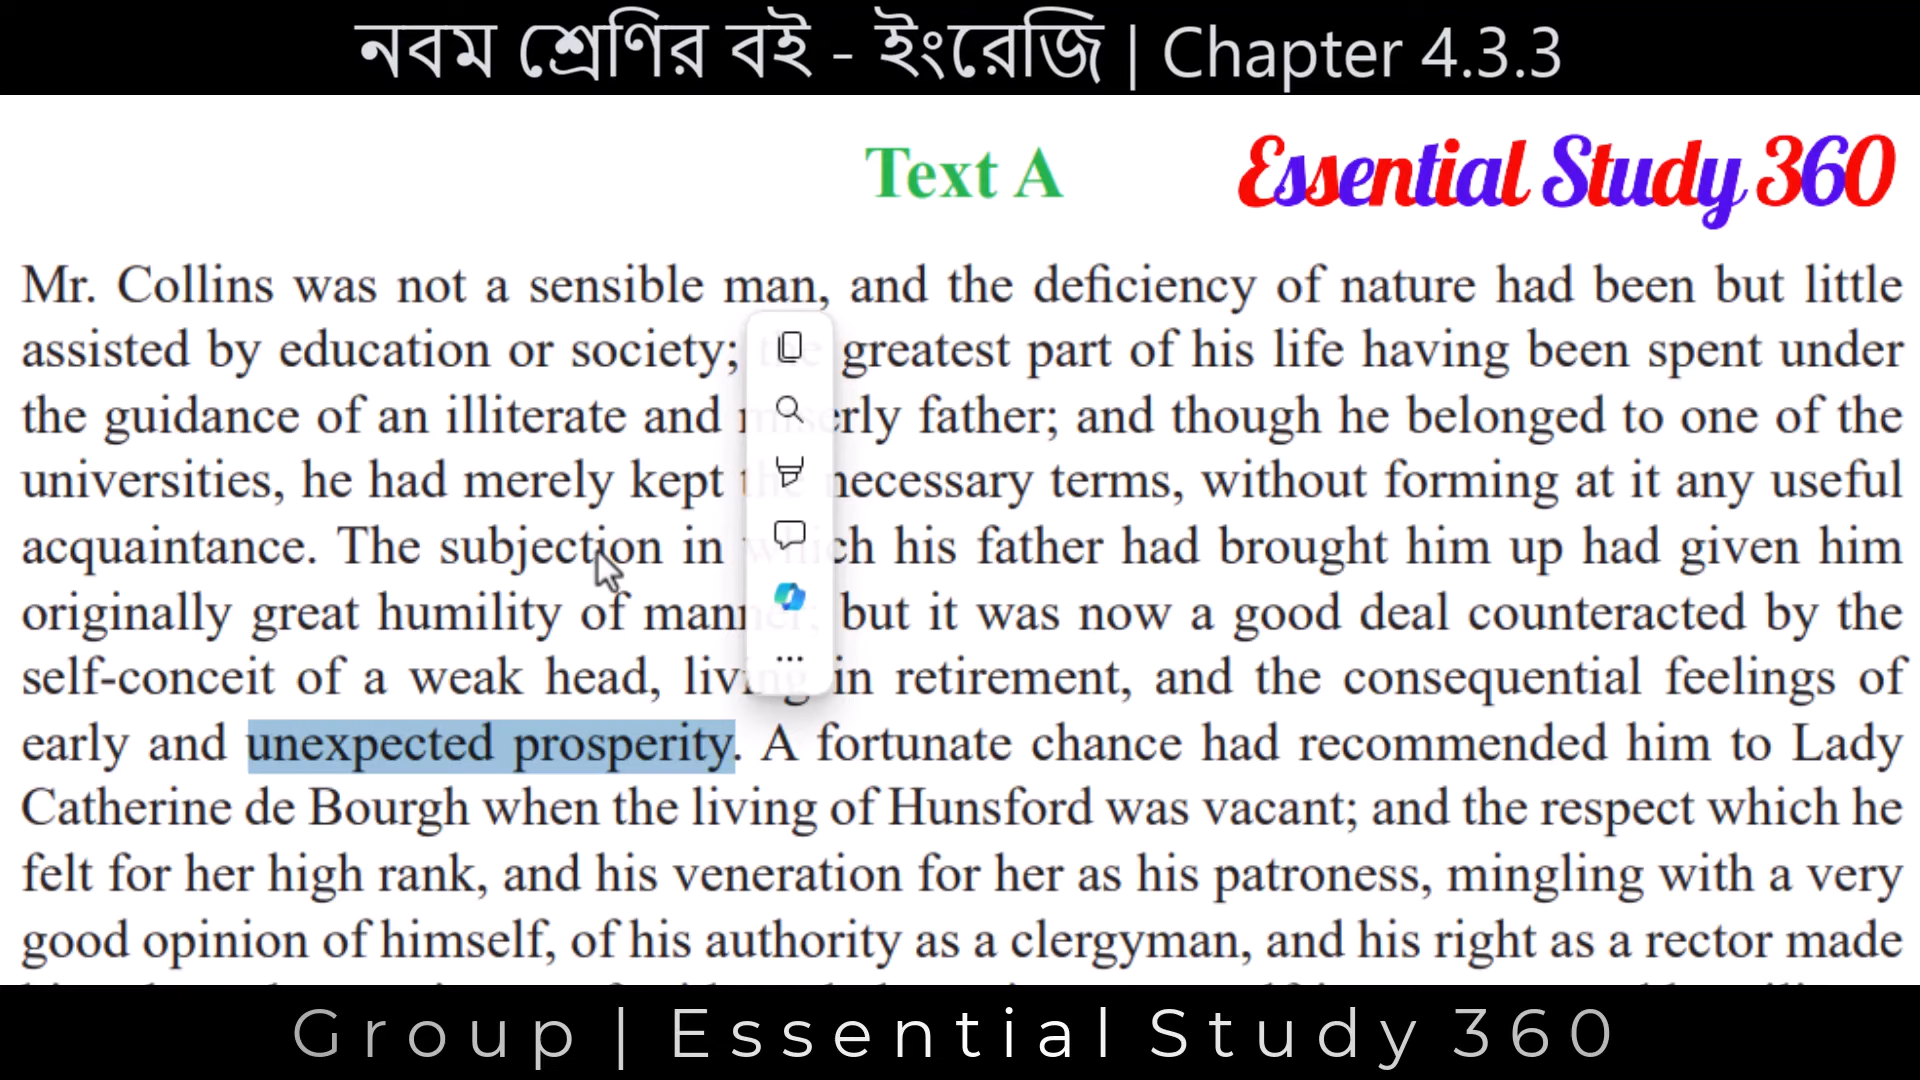 নবম শ্রেণির বই - ইংরেজি | Chapter 4.3.3
Text A
Essential Study 360
Mr. Collins was not a sensible man, and the deficiency of nature had been but little
assisted by education or society; the greatest part of his life having been spent under
the guidance of an illiterate and miserly father; and though he belonged to one of the
universities, he had merely kept the necessary terms, without forming at it any useful
acquaintance. The subjection in which his father had brought him up had given him
originally great humility of manner; but it was now a good deal counteracted by the
self-conceit of a weak head, living in retirement, and the consequential feelings of
early and unexpected prosperity. A fortunate chance had recommended him to Lady
Catherine de Bourgh when the living of Hunsford was vacant; and the respect which he
felt for her high rank, and his veneration for her as his patroness, mingling with a very
good opinion of himself, of his authority as a clergyman, and his right as a rector made
Group | Essential Study 360